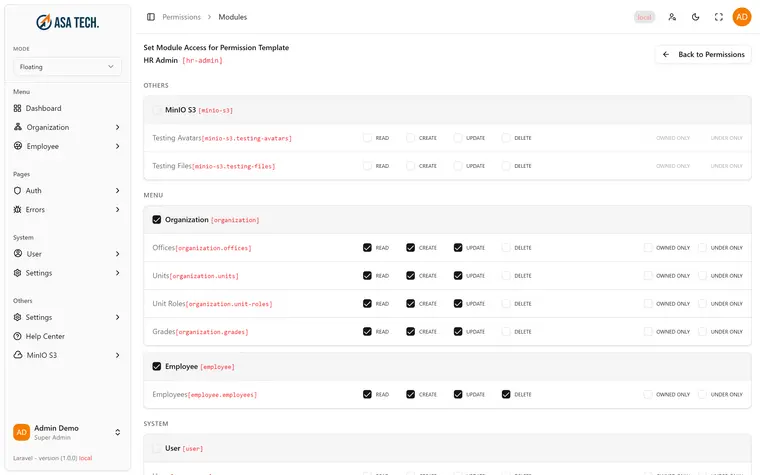 ASA TECH.
MODE
Floating
Menu
Dashboard
Organization
Employee
Pages
Auth
Errors
System
User
Settings
Others
Settings
Help Center
MinIO S3
AD
Admin Demo
Super Admin
Laravel - version (1.0.0) local
Permissions > Modules
local
AD
Set Module Access for Permission Template
HR Admin [hr-admin]
Back to Permissions
OTHERS
MinIO S3 [minio-s3]
Testing Avatars[minio-s3.testing-avatars] READ CREATE UPDATE DELETE OWNED ONLY UNDER ONLY
Testing Files[minio-s3.testing-files] READ CREATE UPDATE DELETE OWNED ONLY UNDER ONLY
MENU
Organization [organization]
Offices[organization.offices] READ CREATE UPDATE DELETE OWNED ONLY UNDER ONLY
Units[organization.units] READ CREATE UPDATE DELETE OWNED ONLY UNDER ONLY
Unit Roles[organization.unit-roles] READ CREATE UPDATE DELETE OWNED ONLY UNDER ONLY
Grades[organization.grades] READ CREATE UPDATE DELETE OWNED ONLY UNDER ONLY
Employee [employee]
Employees[employee.employees] READ CREATE UPDATE DELETE OWNED ONLY UNDER ONLY
SYSTEM
User [user]